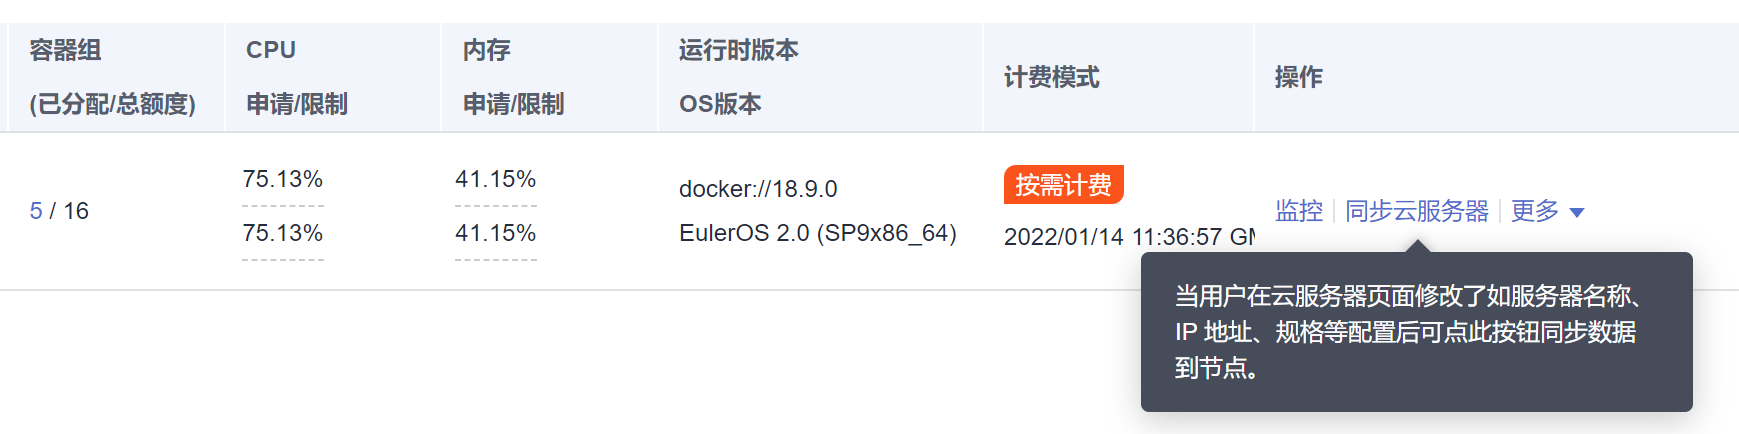 容器组
(已分配/总额度)
CPU
申请/限制
内存
申请/限制
运行时版本
OS版本
计费模式
操作
5 / 16
75.13%
75.13%
41.15%
41.15%
docker://18.9.0
EulerOS 2.0 (SP9x86_64)
按需计费
2022/01/14 11:36:57 GM
监控 | 同步云服务器 | 更多
当用户在云服务器页面修改了如服务器名称、
IP 地址、规格等配置后可点此按钮同步数据
到节点。